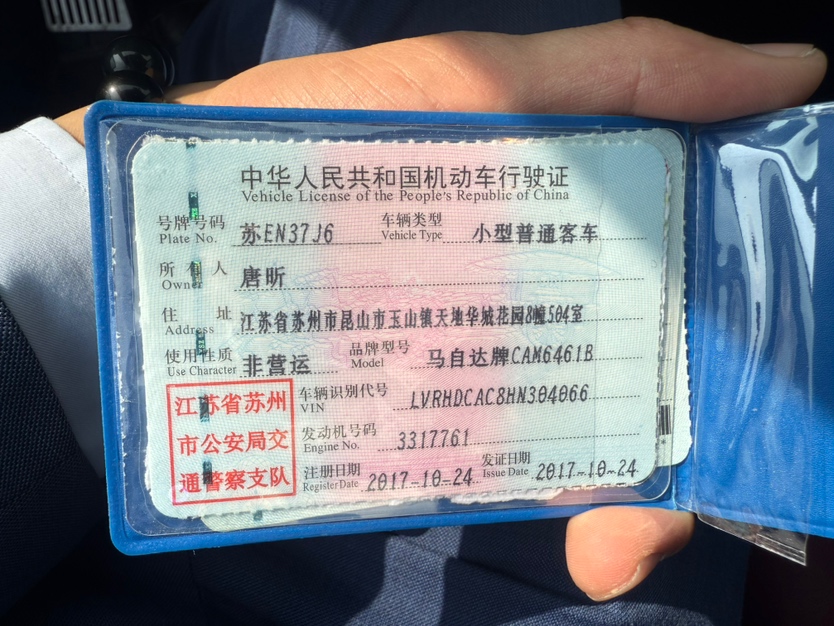 中华人民共和国机动车行驶证
Vehicle License of the People's Republic of China
号牌号码 苏EN37J6 车辆类型 小型普通客车
Plate No. Vehicle Type
所有人 唐昕
Owner
住址 江苏省苏州市昆山市玉山镇天地华城花园8幢504室
Address
使用性质 非营运 品牌型号 马自达牌CAM6461B
Use Character Model
江苏省苏州
市公安局交
通警察支队
车辆识别代号 LVRHDCAC8HN304066
VIN
发动机号码 3317761
Engine No.
注册日期 2017-10-24 发证日期 2017-10-24
Register Date Issue Date